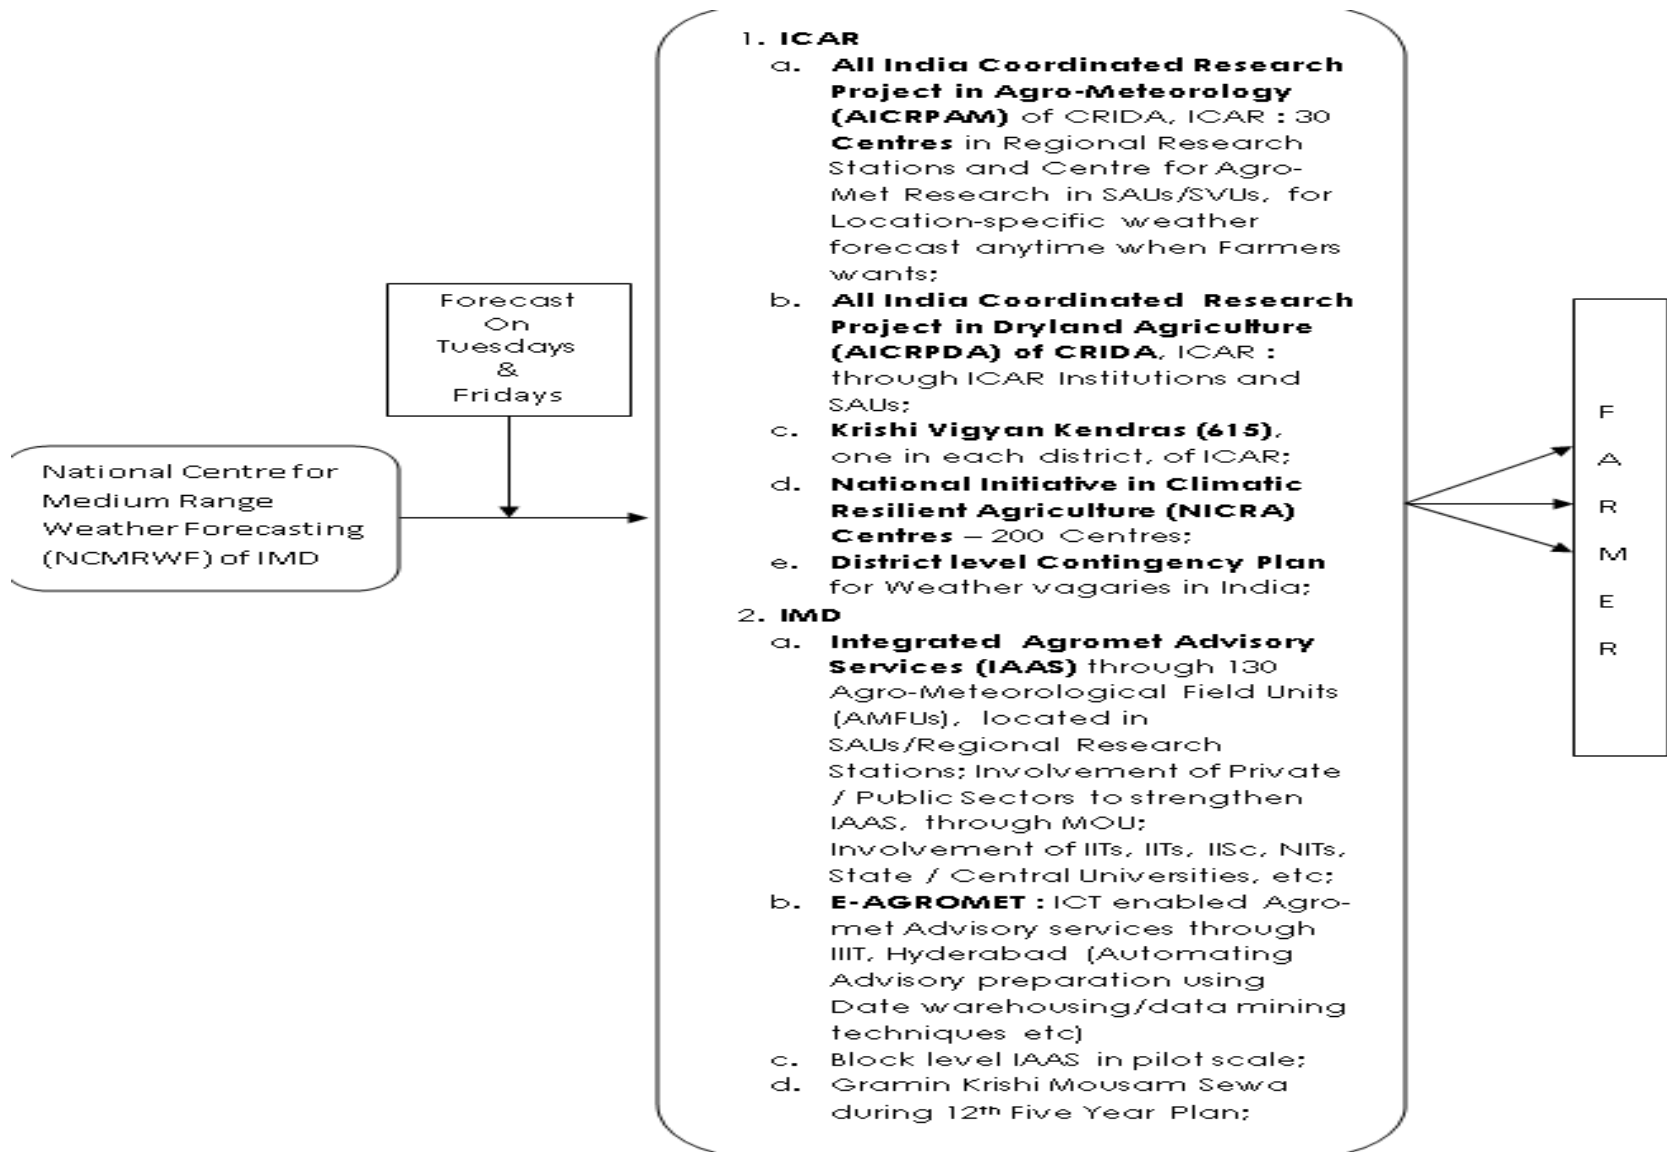 National Centre for
Medium Range
Weather Forecasting
(NCMRWF) of IMD
Forecast
On
Tuesdays
&
Fridays
1. ICAR
a. All India Coordinated Research
Project in Agro-Meteorology
(AICRPAM) of CRIDA, ICAR : 30
Centres in Regional Research
Stations and Centre for Agro-
Met Research in SAUs/SVUs, for
Location-specific weather
forecast anytime when Farmers
wants;
b. All India Coordinated Research
Project in Dryland Agriculture
(AICRPDA) of CRIDA, ICAR :
through ICAR Institutions and
SAUs;
c. Krishi Vigyan Kendras (615),
one in each district, of ICAR;
d. National Initiative in Climatic
Resilient Agriculture (NICRA)
Centres – 200 Centres;
e. District level Contingency Plan
for Weather vagaries in India;
2. IMD
a. Integrated Agromet Advisory
Services (IAAS) through 130
Agro-Meteorological Field Units
(AMFUs), located in
SAUs/Regional Research
Stations; Involvement of Private
/ Public Sectors to strengthen
IAAS, through MOU;
Involvement of IITs, IITs, IISc, NITs,
State / Central Universities, etc;
b. E-AGROMET : ICT enabled Agro-
met Advisory services through
IIIT, Hyderabad (Automating
Advisory preparation using
Date warehousing/data mining
techniques etc)
c. Block level IAAS in pilot scale;
d. Gramin Krishi Mousam Sewa
during 12th Five Year Plan;
F
A
R
M
E
R